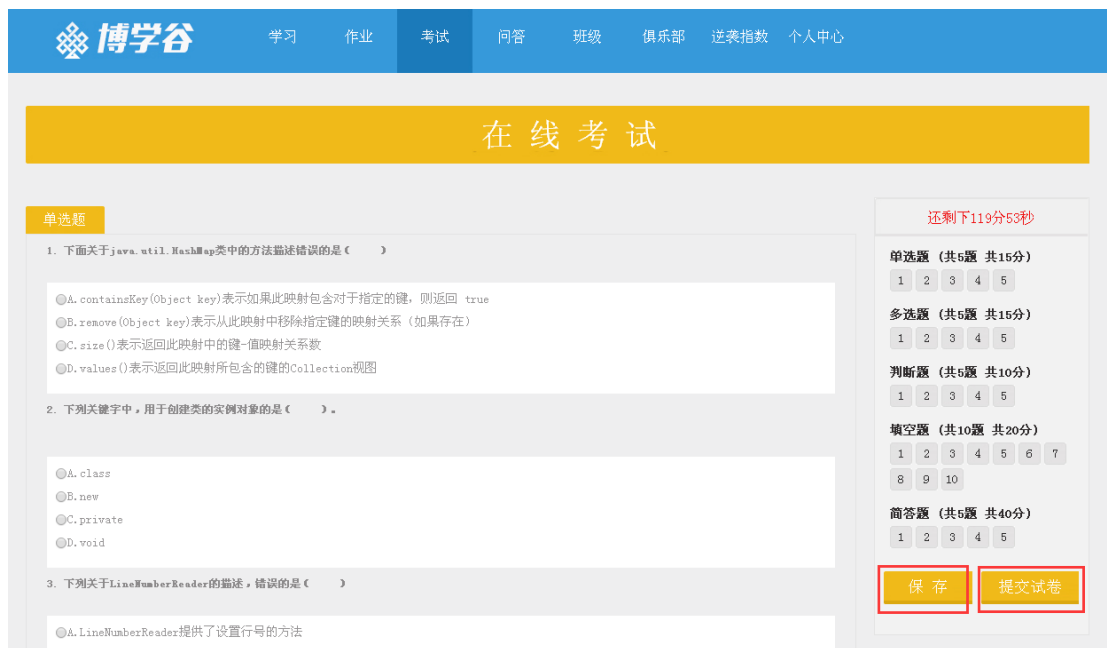 博学谷 学习 作业 考试 问答 班级 俱乐部 逆袭指数 个人中心
在线考试
单选题
1. 下面关于java.util.HashMap类中的方法描述错误的是( )
A.containsKey(Object key)表示如果此映射包含对于指定的键，则返回 true
B.remove(Object key)表示从此映射中移除指定键的映射关系（如果存在）
C.size()表示返回此映射中的键-值映射关系数
D.values()表示返回此映射所包含的键的Collection视图
2. 下列关键字中，用于创建类的实例对象的是( )。
A.class
B.new
C.private
D.void
3. 下列关于LineNumberReader的描述，错误的是( )
A.LineNumberReader提供了设置行号的方法
还剩下119分53秒
单选题 (共5题 共15分)
1 2 3 4 5
多选题 (共5题 共15分)
1 2 3 4 5
判断题 (共5题 共10分)
1 2 3 4 5
填空题 (共10题 共20分)
1 2 3 4 5 6 7
8 9 10
简答题 (共5题 共40分)
1 2 3 4 5
保 存 提交试卷